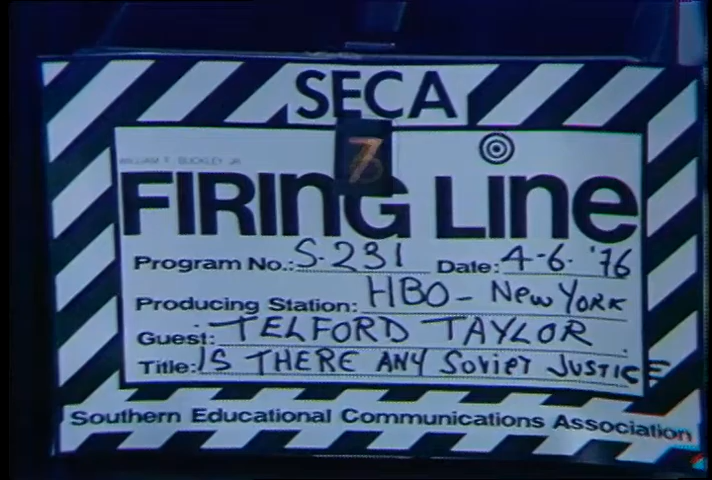 SECA
7
WILLIAM F. BUCKLEY JR.
FIRING LINE
Program No.: S-231 Date: 4-6-'76
Producing Station: HBO - New York
Guest: TELFORD TAYLOR
Title: IS THERE ANY Soviet JUSTICE
Southern Educational Communications Association